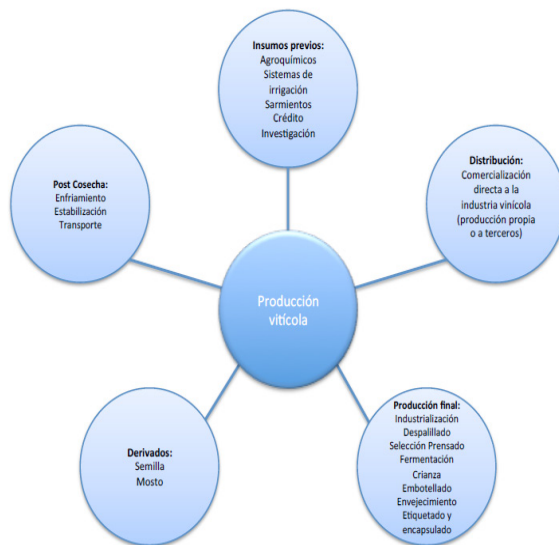 Insumos previos:
Agroquímicos
Sistemas de
irrigación
Sarmientos
Crédito
Investigación
Post Cosecha:
Enfriamiento
Estabilización
Transporte
Distribución:
Comercialización
directa a la
industria vinícola
(producción propia
o a terceros)
Producción
vitícola
Derivados:
Semilla
Mosto
Producción final:
Industrialización
Despalillado
Selección Prensado
Fermentación
Crianza
Embotellado
Envejecimiento
Etiquetado y
encapsulado